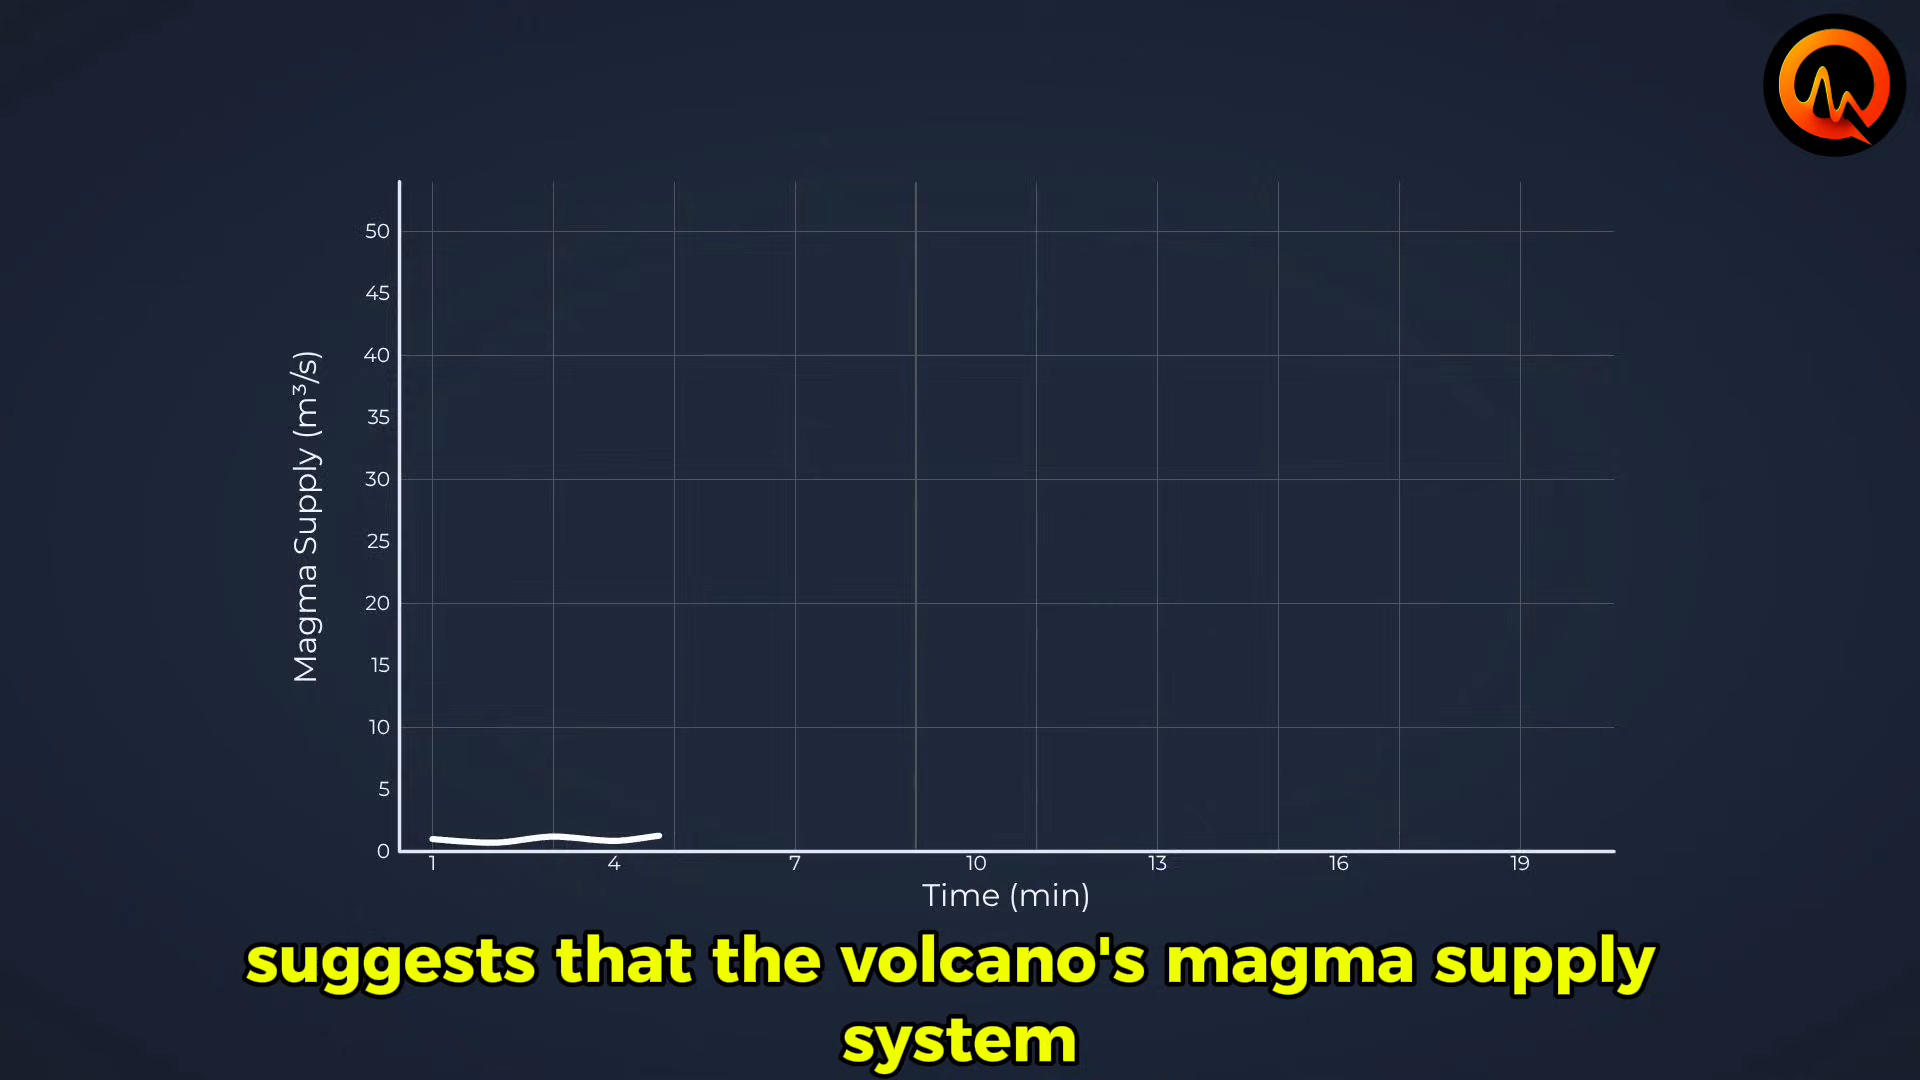 50
45
40
35
30
25
20
15
10
5
0
Magma Supply (m³/s)
1 4 7 10 13 16 19
Time (min)
suggests that the volcano's magma supply
system